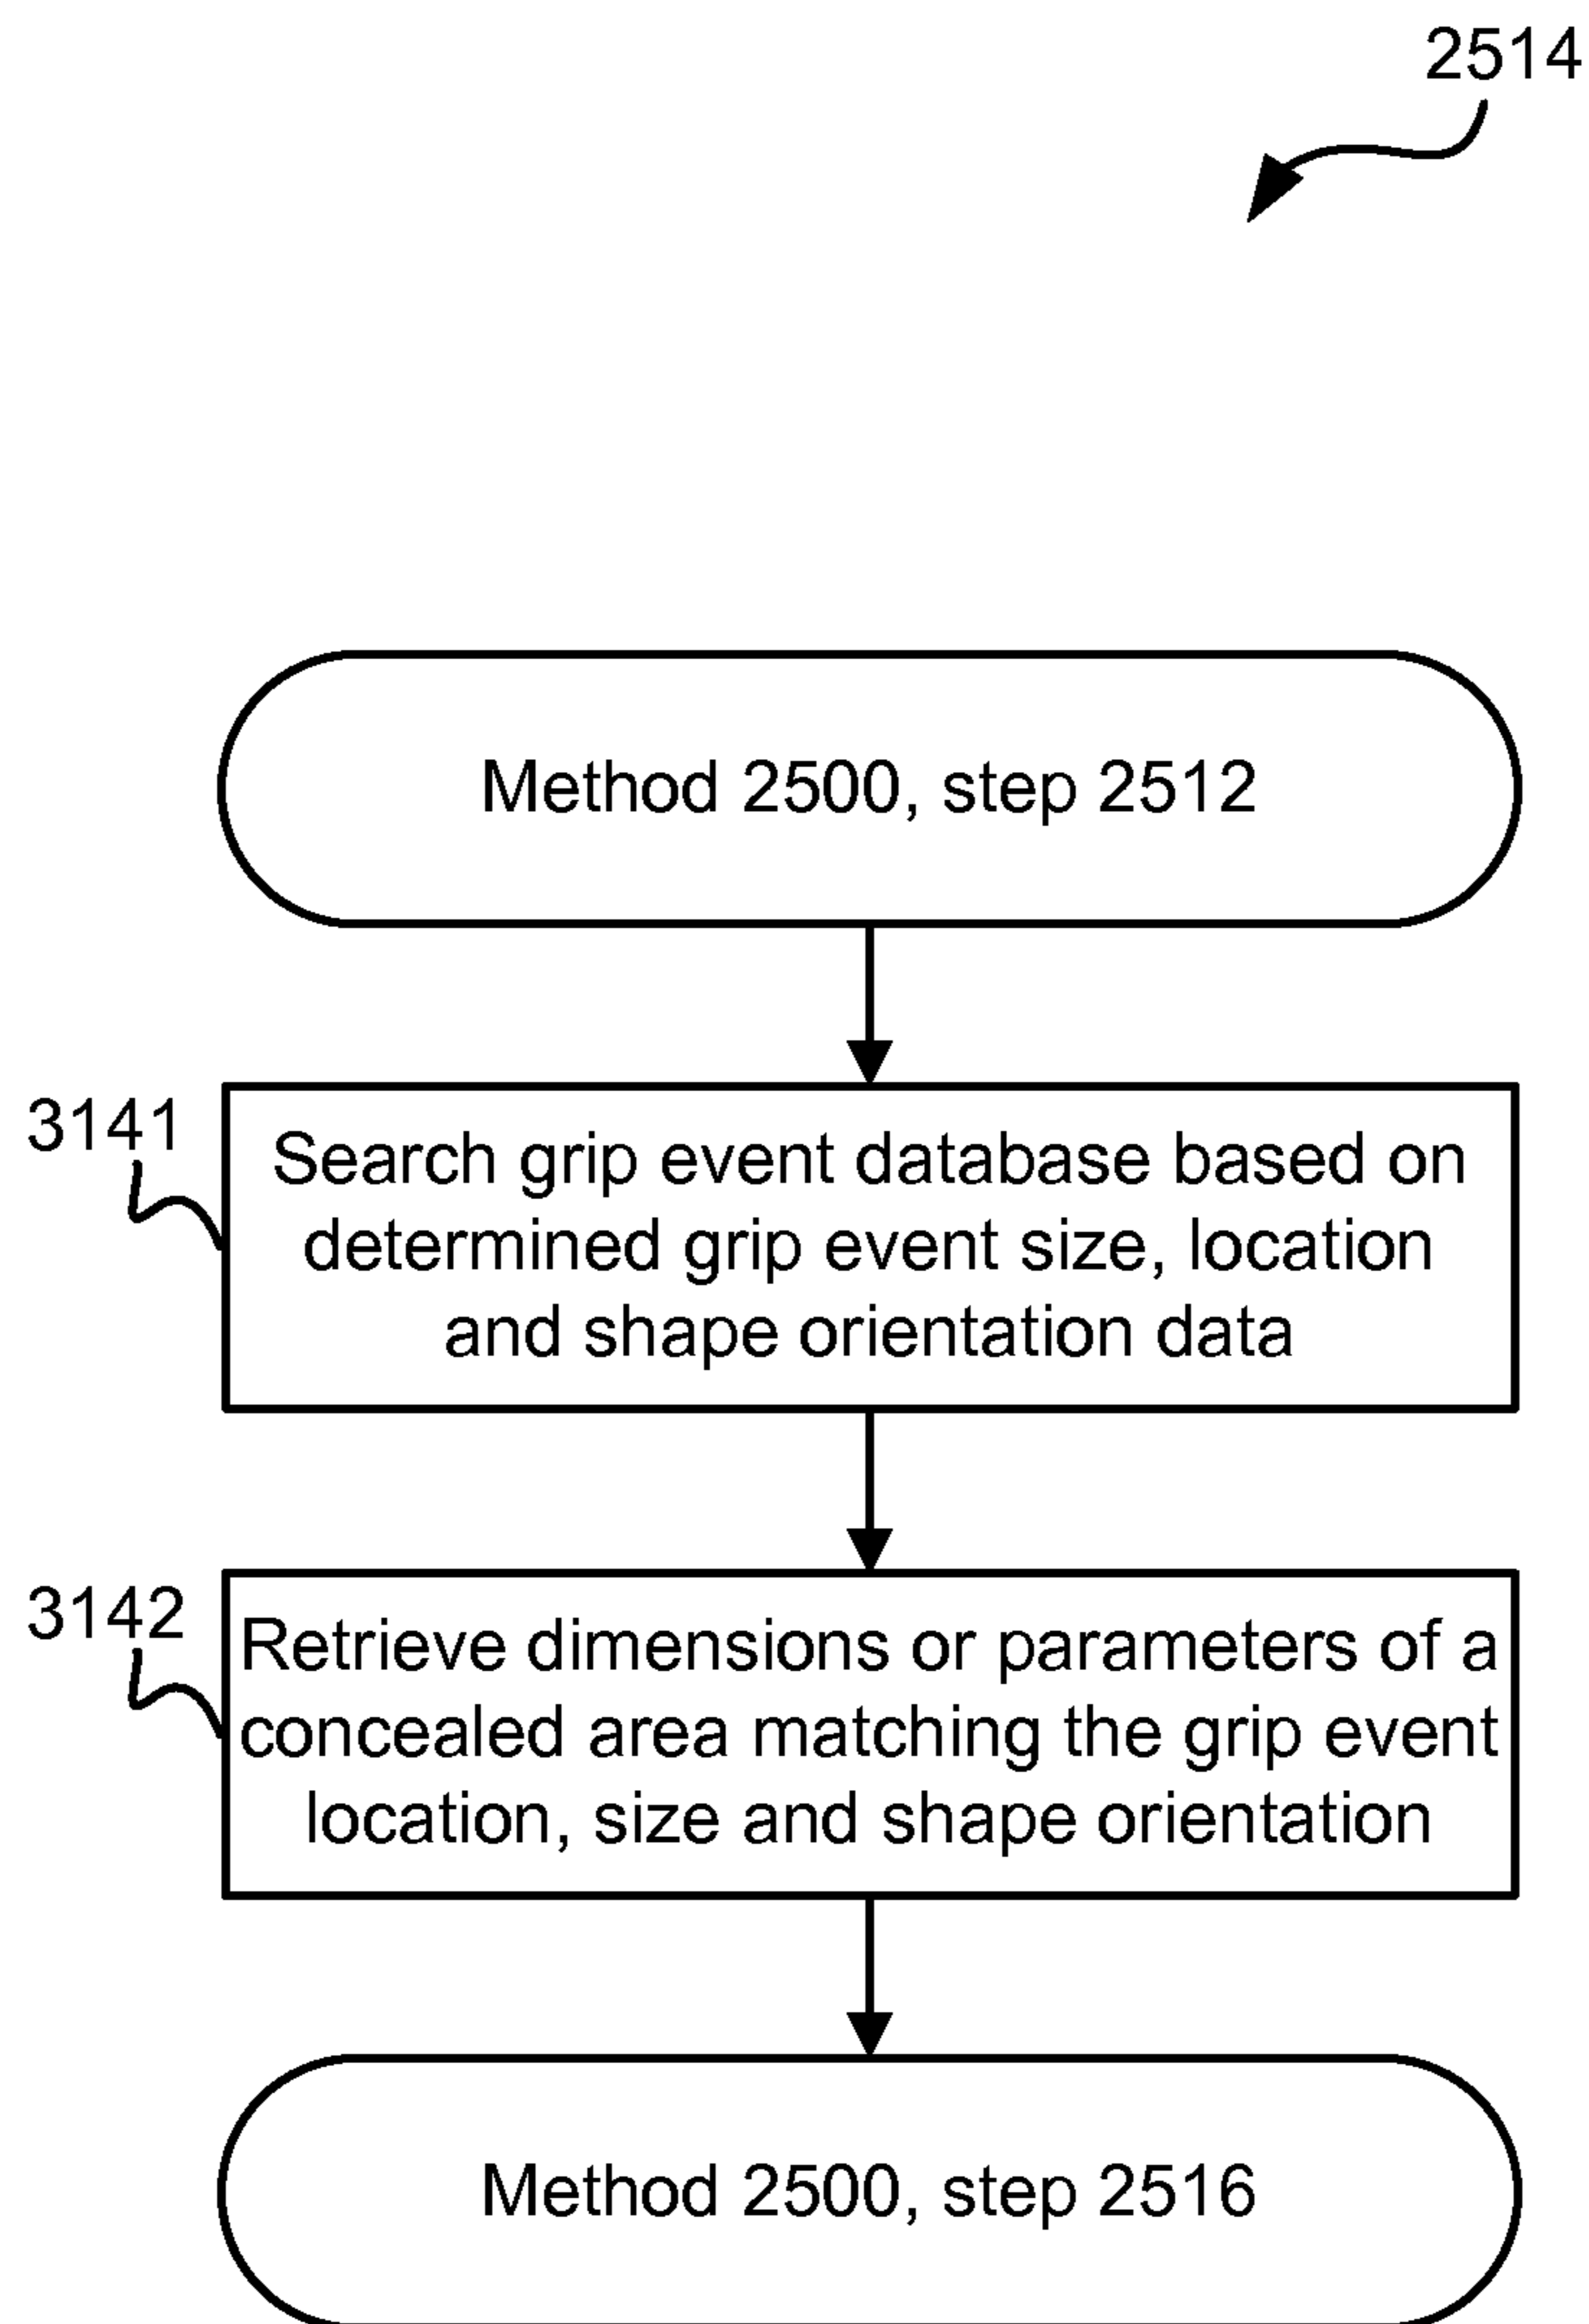 2514
Method 2500, step 2512
3141
Search grip event database based on
determined grip event size, location
and shape orientation data
3142
Retrieve dimensions or parameters of a
concealed area matching the grip event
location, size and shape orientation
Method 2500, step 2516